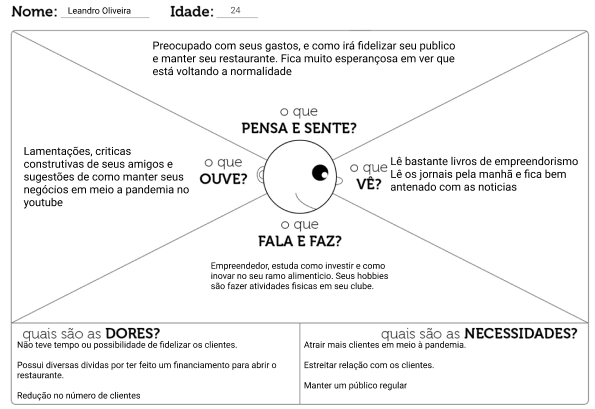 Nome: Leandro Oliveira Idade: 24
Preocupado com seus gastos, e como irá fidelizar seu publico
e manter seu restaurante. Fica muito esperançosa em ver que
está voltando a normalidade
o que
PENSA E SENTE?
Lamentações, criticas
construtivas de seus amigos e
sugestões de como manter seus
negócios em meio a pandemia no
youtube
o que
OUVE?
o que
VÊ?
Lê bastante livros de empreendorismo
Lê os jornais pela manhã e fica bem
antenado com as noticias
o que
FALA E FAZ?
Empreendedor, estuda como investir e como
inovar no seu ramo alimenticio. Seus hobbies
são fazer atividades fisicas em seu clube.
quais são as DORES?
Não teve tempo ou possibilidade de fidelizar os clientes.
Possui diversas dividas por ter feito um financiamento para abrir o
restaurante.
Redução no número de clientes
quais são as NECESSIDADES?
Atrair mais clientes em meio à pandemia.
Estreitar relação com os clientes.
Manter um público regular